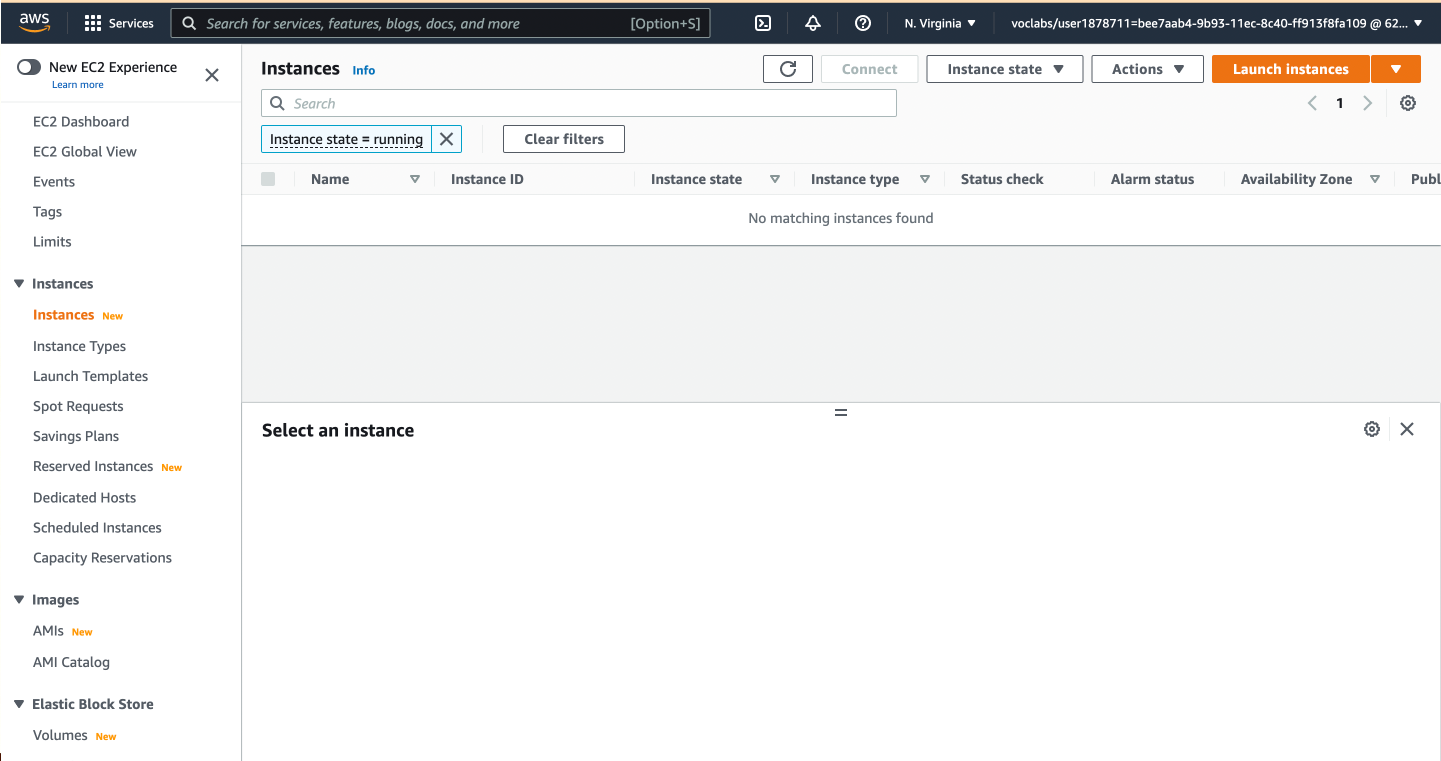 aws
Services
Search for services, features, blogs, docs, and more
[Option+S]
N. Virginia
voclabs/user1878711=bee7aab4-9b93-11ec-8c40-ff913f8fa109 @ 62...
New EC2 Experience
Learn more
EC2 Dashboard
EC2 Global View
Events
Tags
Limits
Instances
Instances New
Instance Types
Launch Templates
Spot Requests
Savings Plans
Reserved Instances New
Dedicated Hosts
Scheduled Instances
Capacity Reservations
Images
AMIs New
AMI Catalog
Elastic Block Store
Volumes New
Instances Info
Connect
Instance state
Actions
Launch instances
Search
1
Instance state = running
Clear filters
Name
Instance ID
Instance state
Instance type
Status check
Alarm status
Availability Zone
Publ
No matching instances found
Select an instance